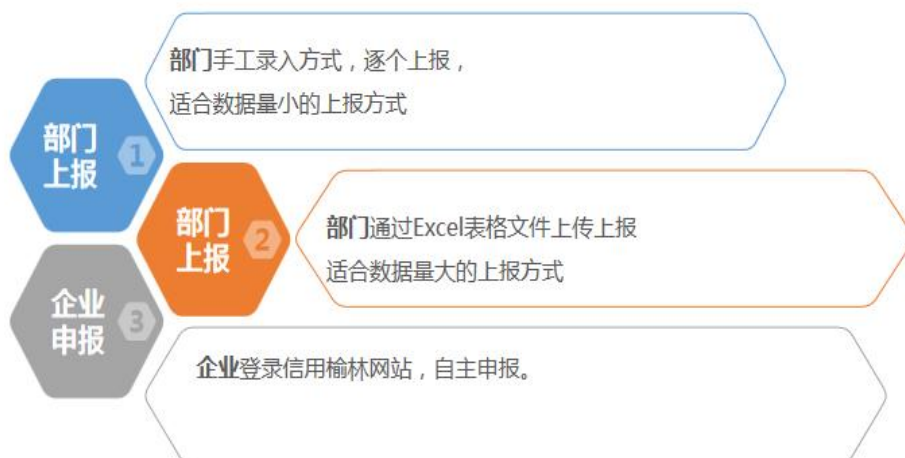 部门手工录入方式，逐个上报，
适合数据量小的上报方式
部门
上报
1
部门
上报
2
部门通过Excel表格文件上传上报
适合数据量大的上报方式
企业
申报
3
企业登录信用榆林网站，自主申报。